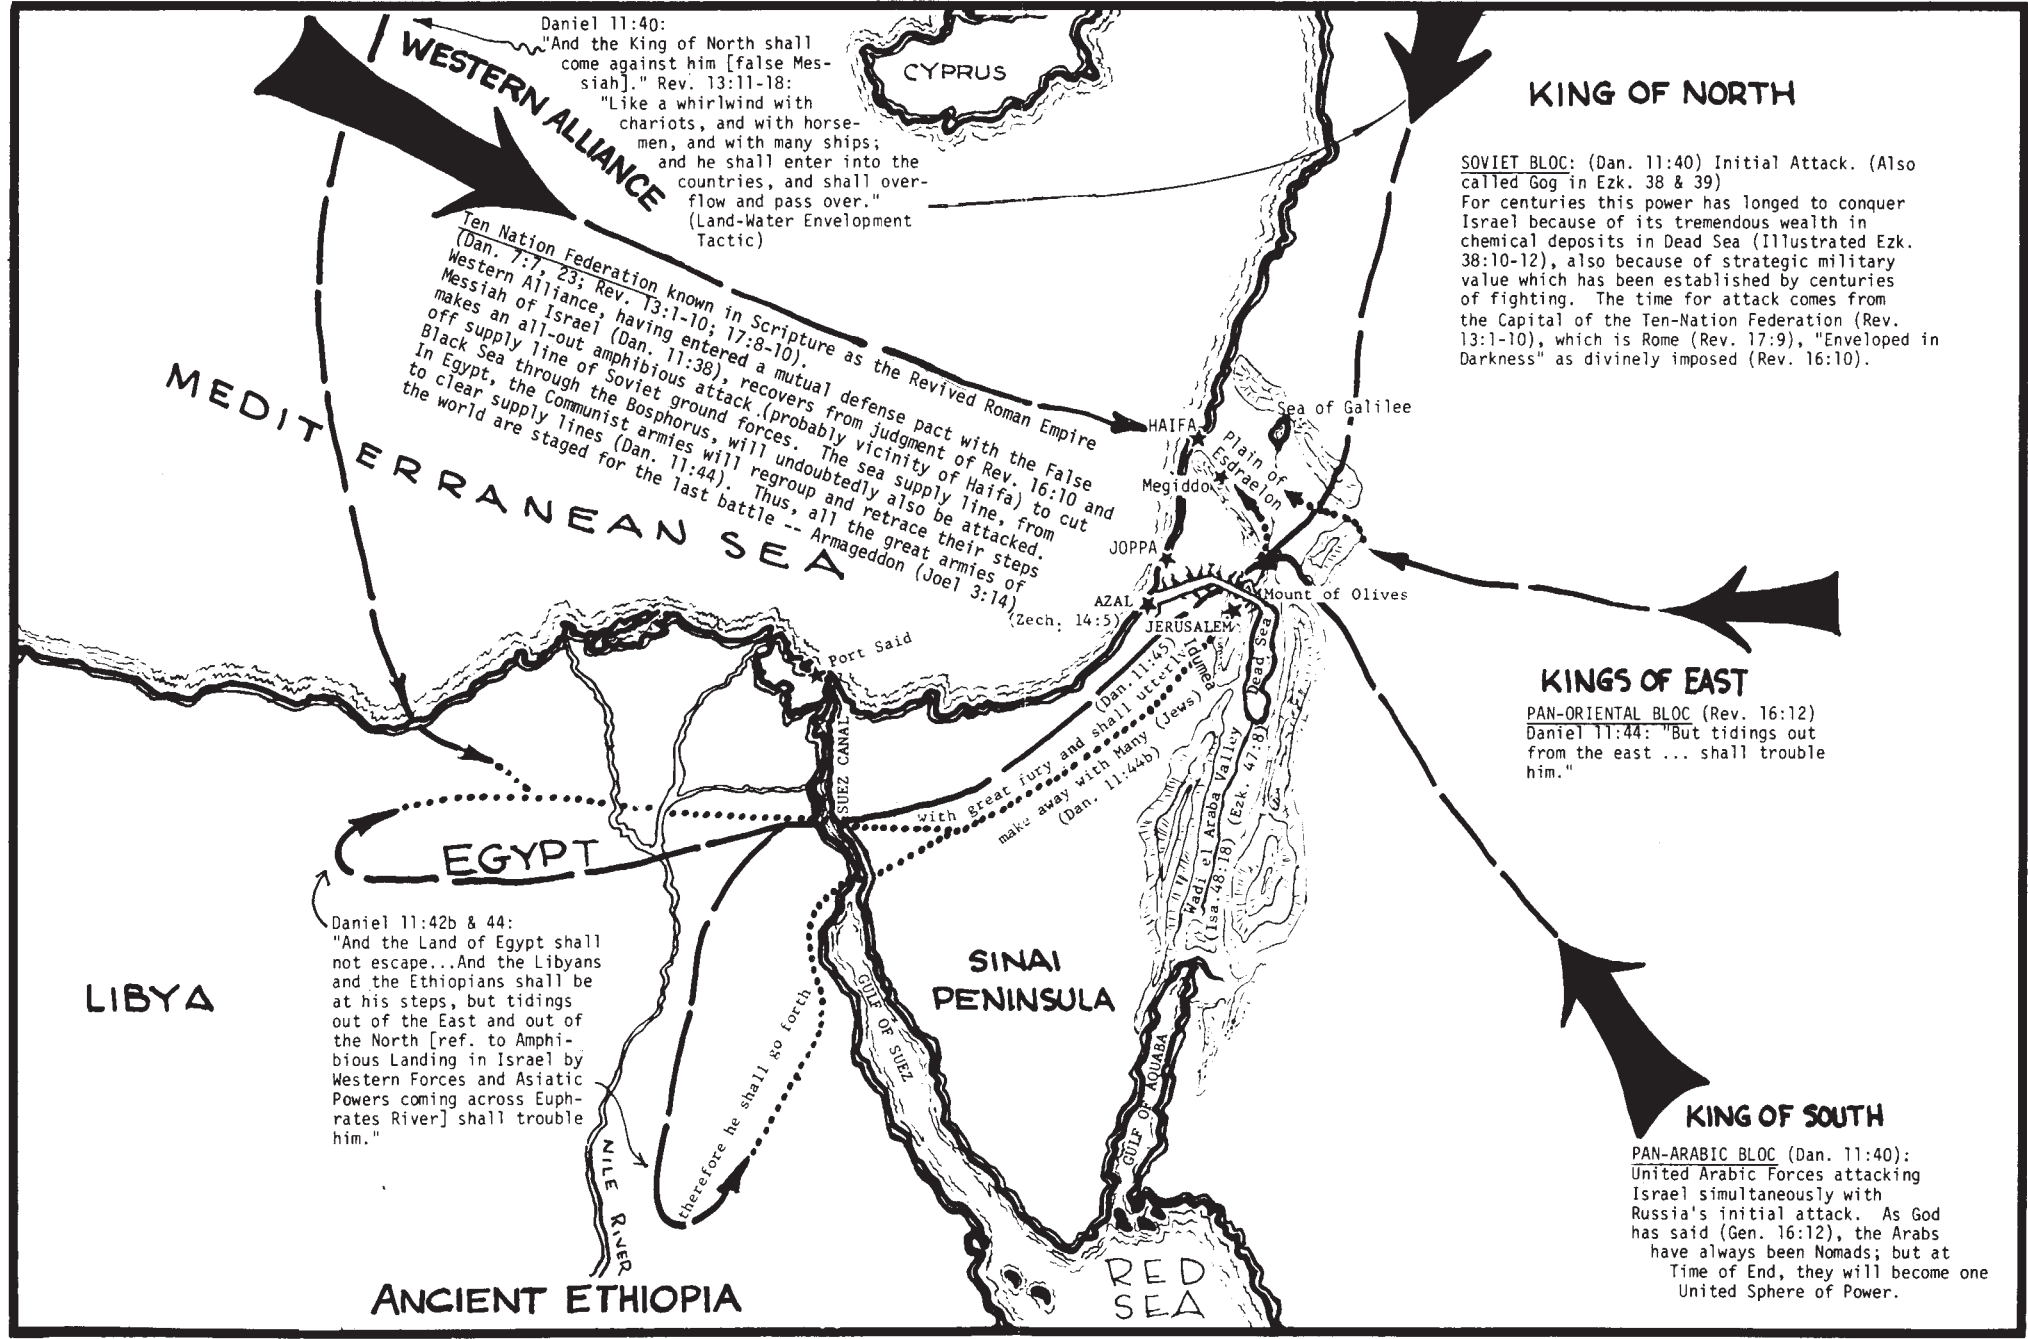 Daniel 11:40:
"And the King of North shall
come against him [false Mes-
siah]." Rev. 13:11-18:
"Like a whirlwind with
chariots, and with horse-
men, and with many ships;
and he shall enter into the
countries, and shall over-
flow and pass over."
(Land-Water Envelopment
Tactic)
WESTERN ALLIANCE
CYPRUS
KING OF NORTH
SOVIET BLOC: (Dan. 11:40) Initial Attack. (Also
called Gog in Ezk. 38 & 39)
For centuries this power has longed to conquer
Israel because of its tremendous wealth in
chemical deposits in Dead Sea (Illustrated Ezk.
38:10-12), also because of strategic military
value which has been established by centuries
of fighting. The time for attack comes from
the Capital of the Ten-Nation Federation (Rev.
13:1-10), which is Rome (Rev. 17:9), "Enveloped in
Darkness" as divinely imposed (Rev. 16:10).
Ten Nation Federation known in Scripture as the Revived Roman Empire
(Dan. 7:7, 23; Rev. 13:1-10; 17:8-10).
Western Alliance, having entered a mutual defense pact with the False
Messiah of Israel (Dan. 11:38), recovers from judgment of Rev. 16:10 and
makes an all-out amphibious attack (probably vicinity of Haifa) to cut
off supply line of Soviet ground forces. The sea supply line, from
Black Sea through the Bosphorus, will undoubtedly also be attacked.
In Egypt, the Communist armies will regroup and retrace their steps
to clear supply lines (Dan. 11:44). Thus, all the great armies of
the world are staged for the last battle -- Armageddon (Joel 3:14)
MEDITERRANEAN SEA
HAIFA
Sea of Galilee
Plain of
Esdraelon
Megiddo
JOPPA
AZAL
(Zech. 14:5)
Mount of Olives
JERUSALEM
Dead Sea
Idumea
Port Said
SUEZ CANAL
(Dan. 11:45)
with great fury and shall utterly
make away with Many (Jews)
(Dan. 11:44b)
Wadi el Araba Valley
(Isa. 48:18) (Ezk. 47:8)
KINGS OF EAST
PAN-ORIENTAL BLOC (Rev. 16:12)
Daniel 11:44: "But tidings out
from the east ... shall trouble
him."
EGYPT
Daniel 11:42b & 44:
"And the Land of Egypt shall
not escape...And the Libyans
and the Ethiopians shall be
at his steps, but tidings
out of the East and out of
the North [ref. to Amphi-
bious Landing in Israel by
Western Forces and Asiatic
Powers coming across Euph-
rates River] shall trouble
him."
LIBYA
SINAI
PENINSULA
GULF OF SUEZ
GULF OF AQUABA
therefore he shall go forth
NILE RIVER
KING OF SOUTH
PAN-ARABIC BLOC (Dan. 11:40):
United Arabic Forces attacking
Israel simultaneously with
Russia's initial attack. As God
has said (Gen. 16:12), the Arabs
have always been Nomads; but at
Time of End, they will become one
United Sphere of Power.
ANCIENT ETHIOPIA
RED
SEA